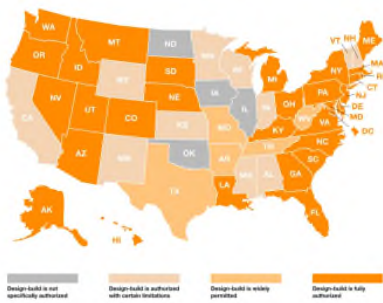 WA
MT
ND
VT
NH
ME
OR
ID
SD
MN
WI
MI
NY
MA
R
CT
WY
NE
IA
PA
NJ
DE
MD
DC
NV
UT
CO
IL
IN
OH
WV
VA
CA
KS
MO
KY
NC
AZ
NM
OK
AR
TN
SC
TX
LA
MS
AL
GA
FL
AK
HI
Design-build is not
specifically authorized
Design-build is authorized
with certain limitations
Design-build is widely
permitted
Design-build is fully
authorized